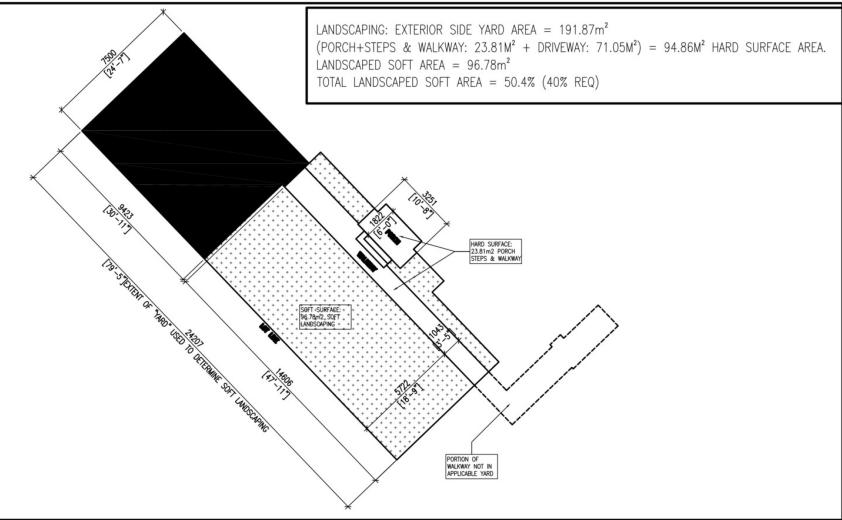 LANDSCAPING: EXTERIOR SIDE YARD AREA = 191.87m²
(PORCH+STEPS & WALKWAY: 23.81M² + DRIVEWAY: 71.05M²) = 94.86M² HARD SURFACE AREA.
LANDSCAPED SOFT AREA = 96.78m²
TOTAL LANDSCAPED SOFT AREA = 50.4% (40% REQ)
7500
[24'-7"]
9423
[30'-11"]
3251
[10'-8"]
1822
[6'-0"]
HARD SURFACE:
23.81m2 PORCH
STEPS & WALKWAY
SOFT SURFACE:
96.78m2 SOFT
LANDSCAPING
1043
[3'-5"]
5722
[18'-9"]
14606
[47'-11"]
24207
[79'-5"] EXTENT OF "YARD" USED TO DETERMINE SOFT LANDSCAPING
PORTION OF
WALKWAY NOT IN
APPLICABLE YARD